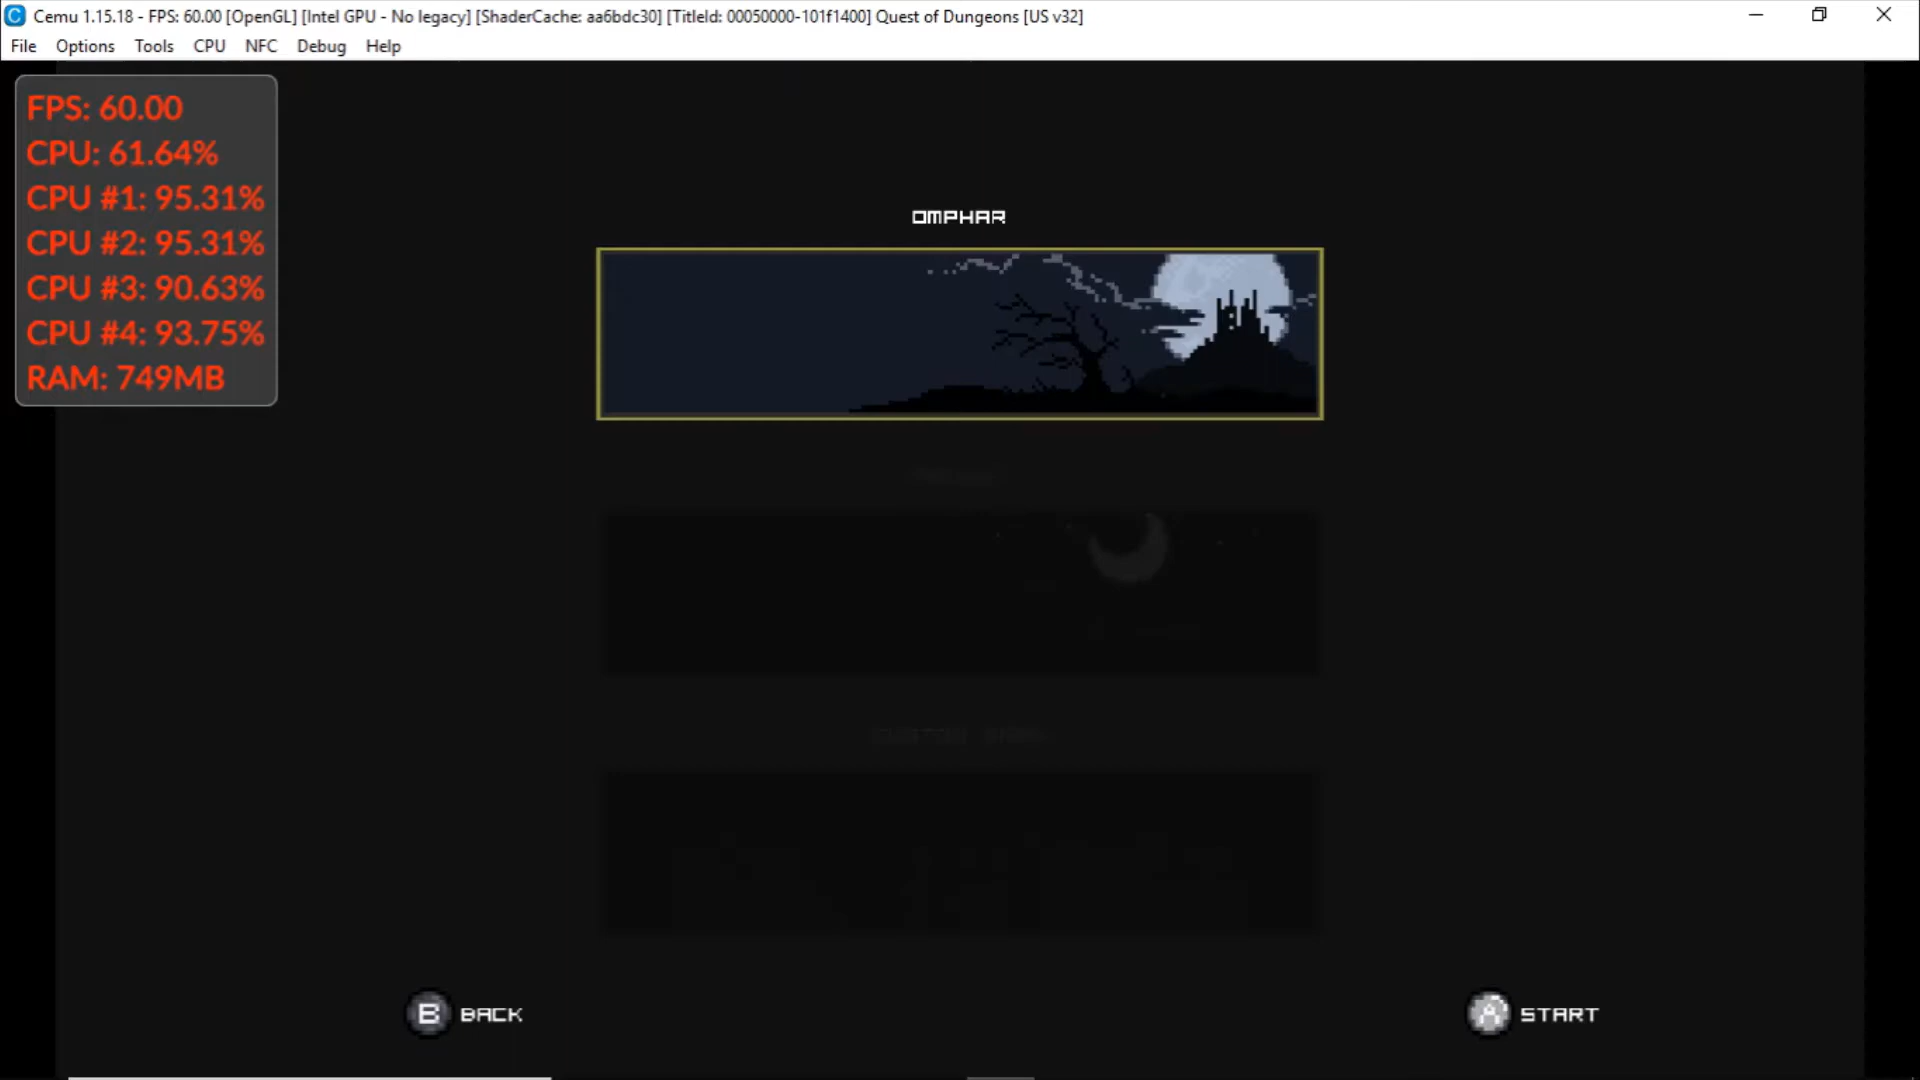 Cemu 1.15.18 - FPS: 60.00 [OpenGL] [Intel GPU - No legacy] [ShaderCache: aa6bdc30] [TitleId: 00050000-101f1400] Quest of Dungeons [US v32]
File Options Tools CPU NFC Debug Help
FPS: 60.00
CPU: 61.64%
CPU #1: 95.31%
CPU #2: 95.31%
CPU #3: 90.63%
CPU #4: 93.75%
RAM: 749MB
OMPHAR
B BACK
A START